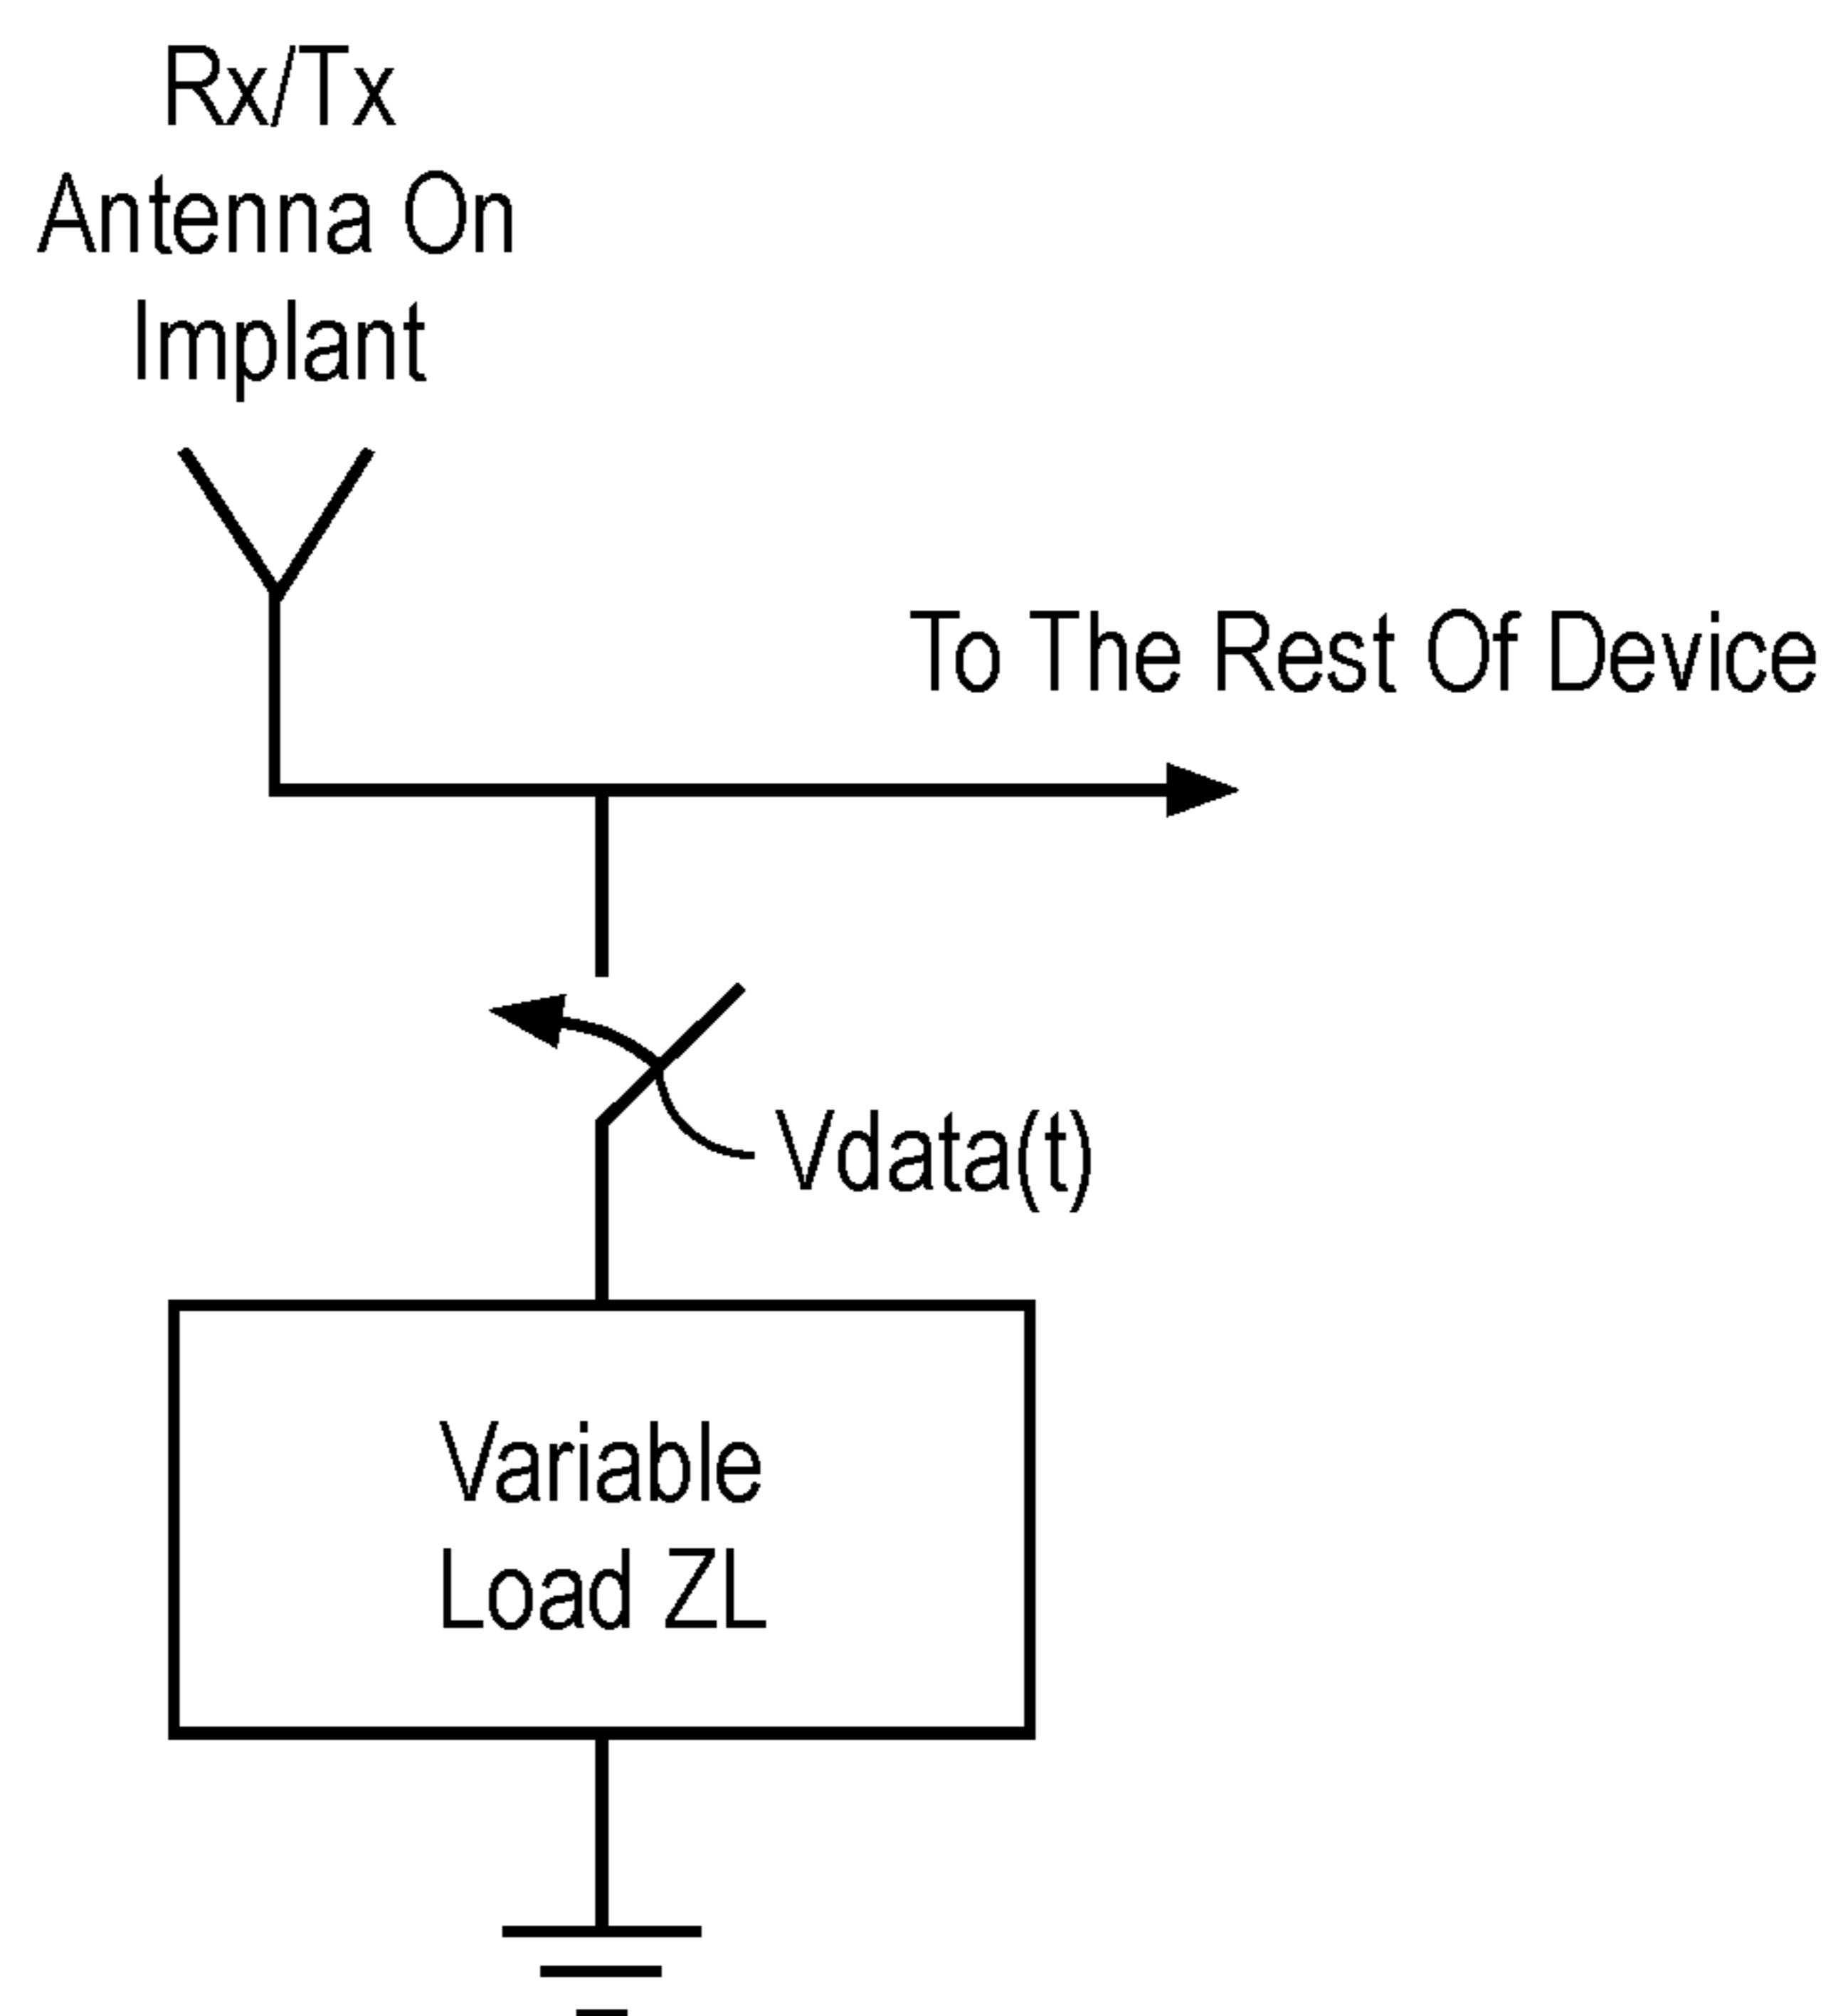 Rx/Tx
Antenna On
Implant
To The Rest Of Device
Vdata(t)
Variable
Load ZL